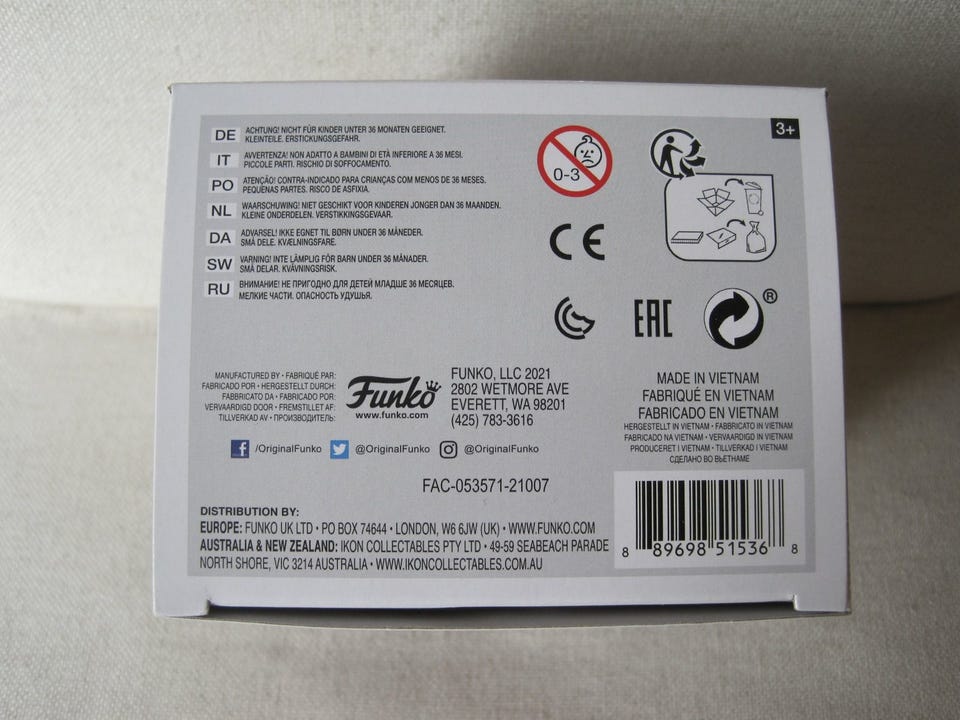 3+
DE ACHTUNG! NICHT FÜR KINDER UNTER 36 MONATEN GEEIGNET.
KLEINTEILE. ERSTICKUNGSGEFAHR.
IT AVVERTENZA! NON ADATTO A BAMBINI DI ETÀ INFERIORE A 36 MESI.
PICCOLE PARTI. RISCHIO DI SOFFOCAMENTO.
PO ATENÇÃO! CONTRA-INDICADO PARA CRIANÇAS COM MENOS DE 36 MESES.
PEQUENAS PARTES. RISCO DE ASFIXIA.
NL WAARSCHUWING! NIET GESCHIKT VOOR KINDEREN JONGER DAN 36 MAANDEN.
KLEINE ONDERDELEN. VERSTIKKINGSGEVAAR.
DA ADVARSEL! IKKE EGNET TIL BØRN UNDER 36 MÅNEDER.
SMÅ DELE. KVÆLNINGSFARE.
SW VARNING! INTE LÄMPLIG FÖR BARN UNDER 36 MÅNADER.
SMÅ DELAR. KVÄVNINGSRISK.
RU ВНИМАНИЕ! НЕ ПРИГОДНО ДЛЯ ДЕТЕЙ МЛАДШЕ 36 МЕСЯЦЕВ.
МЕЛКИЕ ЧАСТИ. ОПАСНОСТЬ УДУШЬЯ.
0-3
CE
EAC
®
MANUFACTURED BY • FABRIQUÉ PAR:
FABRICADO POR • HERGESTELLT DURCH:
FABBRICATO DA • FABRICADO POR:
VERVAARDIGD DOOR • FREMSTILLET AF:
TILLVERKAD AV • ПРОИЗВОДИТЕЛЬ:
Funko
www.funko.com
FUNKO, LLC 2021
2802 WETMORE AVE
EVERETT, WA 98201
(425) 783-3616
MADE IN VIETNAM
FABRIQUÉ EN VIETNAM
FABRICADO EN VIETNAM
HERGESTELLT IN VIETNAM • FABBRICATO IN VIETNAM
FABRICADO NA VIETNAM • VERVAARDIGD IN VIETNAM
PRODUCERET I VIETNAM • TILLVERKAD I VIETNAM
СДЕЛАНО ВО ВЬЕТНАМЕ
f /OriginalFunko @OriginalFunko @OriginalFunko
FAC-053571-21007
DISTRIBUTION BY:
EUROPE: FUNKO UK LTD • PO BOX 74644 • LONDON, W6 6JW (UK) • WWW.FUNKO.COM
AUSTRALIA & NEW ZEALAND: IKON COLLECTABLES PTY LTD • 49-59 SEABEACH PARADE
NORTH SHORE, VIC 3214 AUSTRALIA • WWW.IKONCOLLECTABLES.COM.AU
8 89698 51536 8